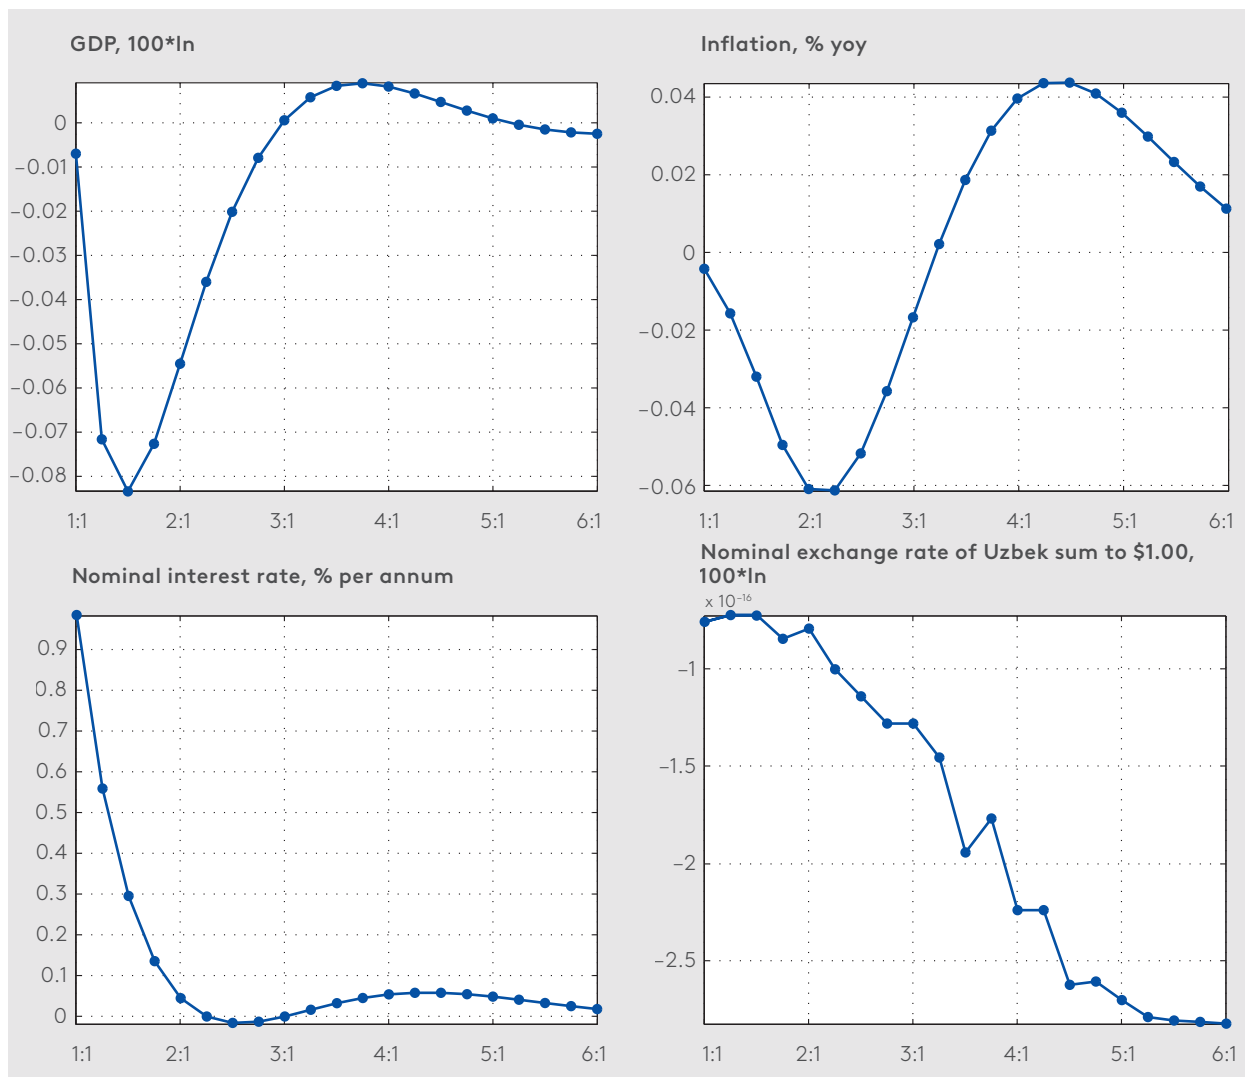 GDP, 100*ln
0
−0.01
−0.02
−0.03
−0.04
−0.05
−0.06
−0.07
−0.08
1:1 2:1 3:1 4:1 5:1 6:1
Inflation, % yoy
0.04
0.02
0
−0.02
−0.04
−0.06
1:1 2:1 3:1 4:1 5:1 6:1
Nominal interest rate, % per annum
0.9
0.8
0.7
0.6
0.5
0.4
0.3
0.2
0.1
0
1:1 2:1 3:1 4:1 5:1 6:1
Nominal exchange rate of Uzbek sum to $1.00,
100*ln
x 10⁻¹⁶
−1
−1.5
−2
−2.5
1:1 2:1 3:1 4:1 5:1 6:1